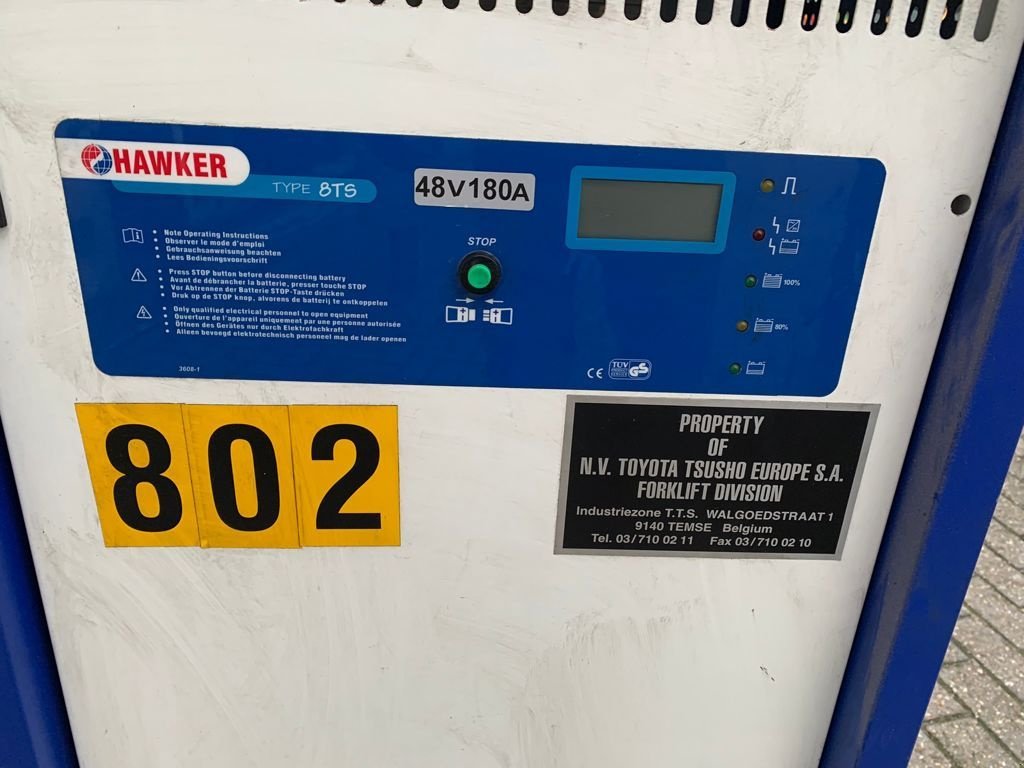 HAWKER
TYPE 8TS
48V180A
Note Operating Instructions
Observer le mode d'emploi
Gebrauchsanweisung beachten
Lees Bedieningsvoorschrift
Press STOP button before disconnecting battery
Avant de débrancher la batterie, presser touche STOP
Vor Abtrennen der Batterie STOP-Taste drücken
Druk op de STOP knop, alvorens de batterij te ontkoppelen
Only qualified electrical personnel to open equipment
Ouverture de l'appareil uniquement par une personne autorisée
Öffnen des Gerätes nur durch Elektrofachkraft
Alleen bevoegd elektrotechnisch personeel mag de lader openen
3608-1
STOP
100%
80%
CE
TÜV
PRODUCT
SERVICE
GS
802
PROPERTY
OF
N.V. TOYOTA TSUSHO EUROPE S.A.
FORKLIFT DIVISION
Industriezone T.T.S. WALGOEDSTRAAT 1
9140 TEMSE Belgium
Tel. 03/710 02 11 Fax 03/710 02 10